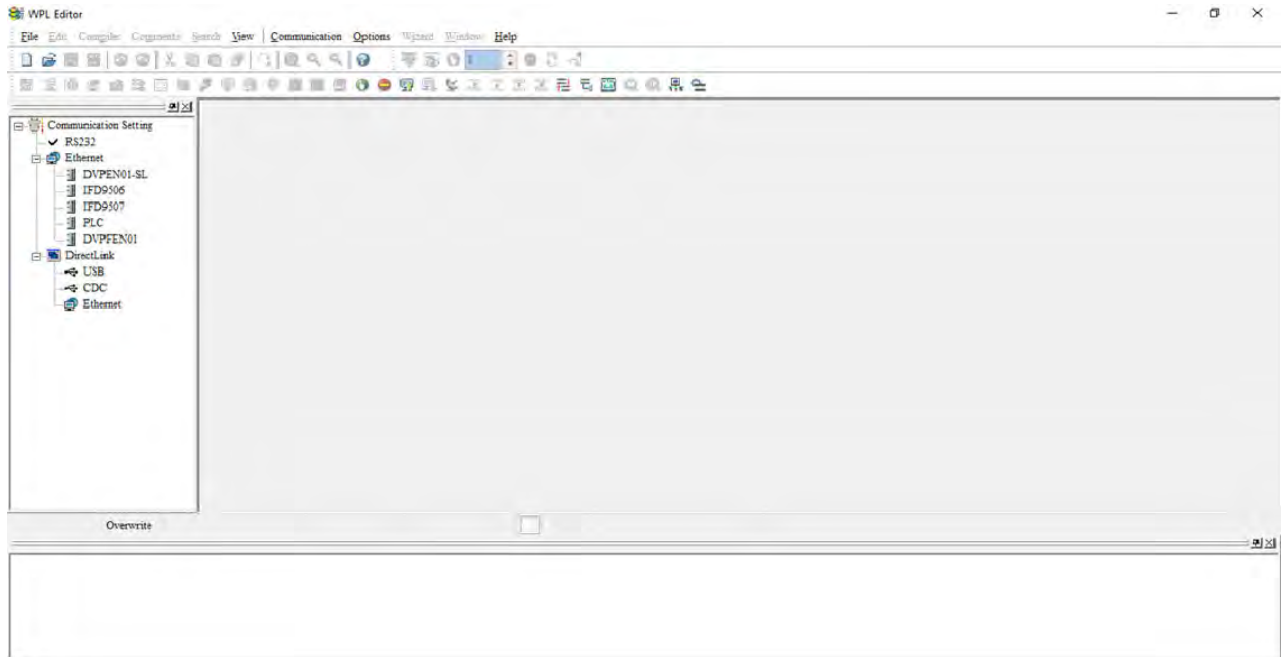 WPL Editor
File Edit Compiler Comments Search View Communication Options Wizard Window Help
1
Communication Setting
RS232
Ethernet
DVPEN01-SL
IFD9506
IFD9507
PLC
DVPFEN01
DirectLink
USB
CDC
Ethernet
Overwrite